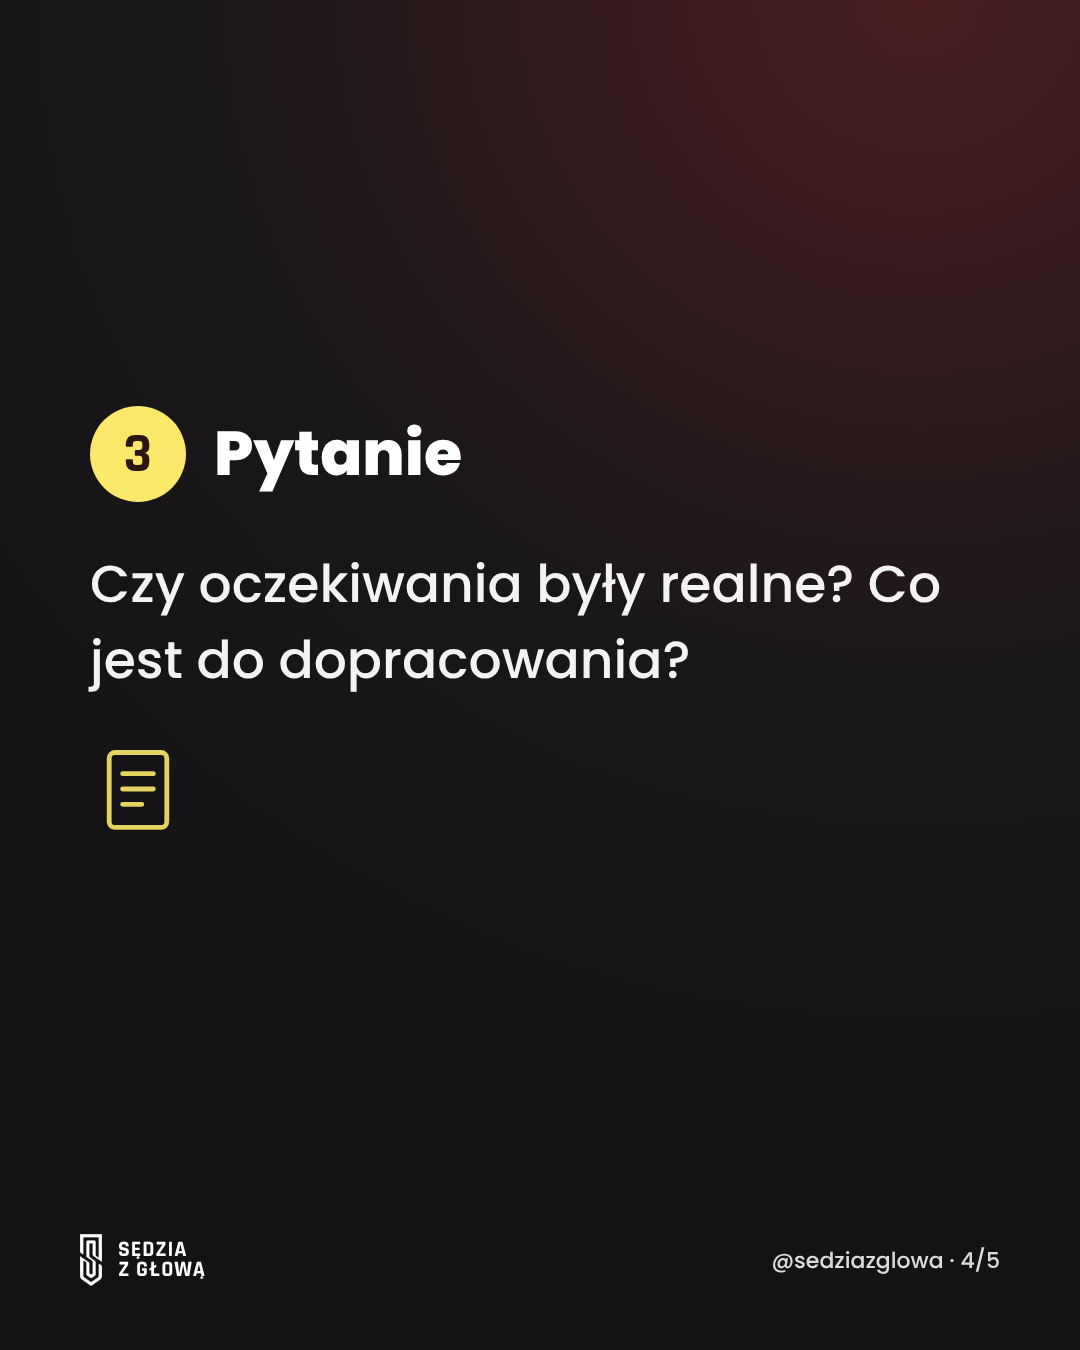 3 Pytanie
Czy oczekiwania były realne? Co
jest do dopracowania?
SĘDZIA
Z GŁOWĄ
@sedziazglowa · 4/5